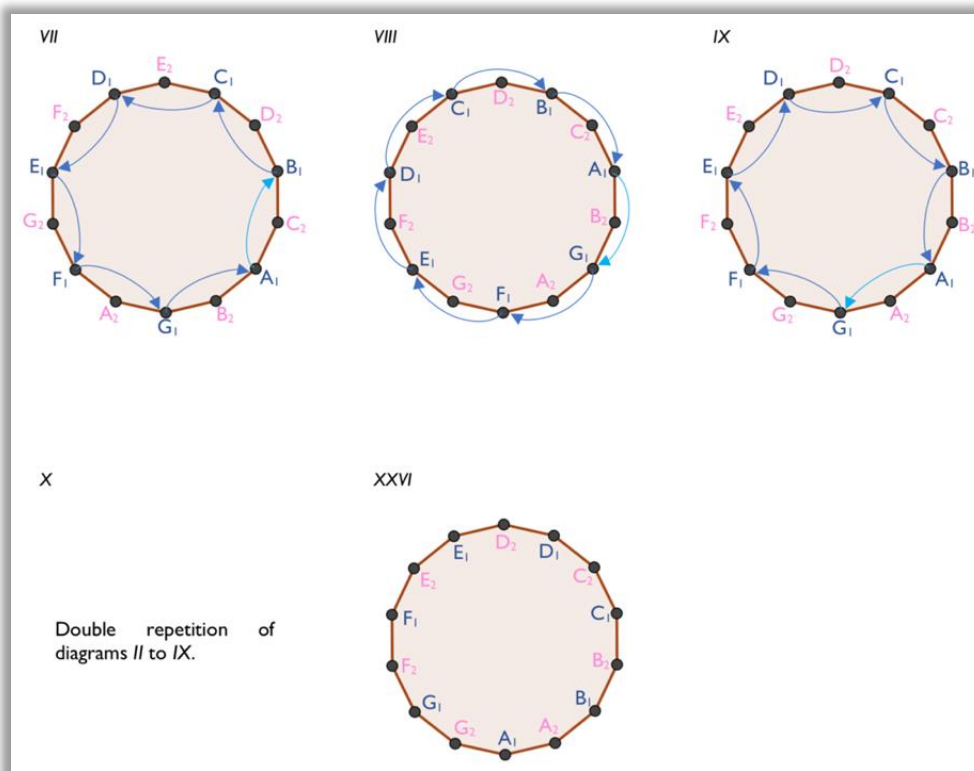 VII
VIII
IX
E₂
D₁
C₁
F₂
D₂
E₁
B₁
G₂
C₂
F₁
A₁
A₂
B₂
G₁
C₁
D₂
B₁
E₂
C₂
D₁
A₁
F₂
B₂
E₁
G₁
G₂
A₂
F₁
D₂
D₁
C₁
E₂
C₂
E₁
B₁
F₂
B₂
F₁
A₁
G₂
A₂
G₁
X
XXVI
Double repetition of
diagrams II to IX.
D₂
E₁
D₁
E₂
C₂
F₁
C₁
F₂
B₂
G₁
B₁
G₂
A₂
A₁